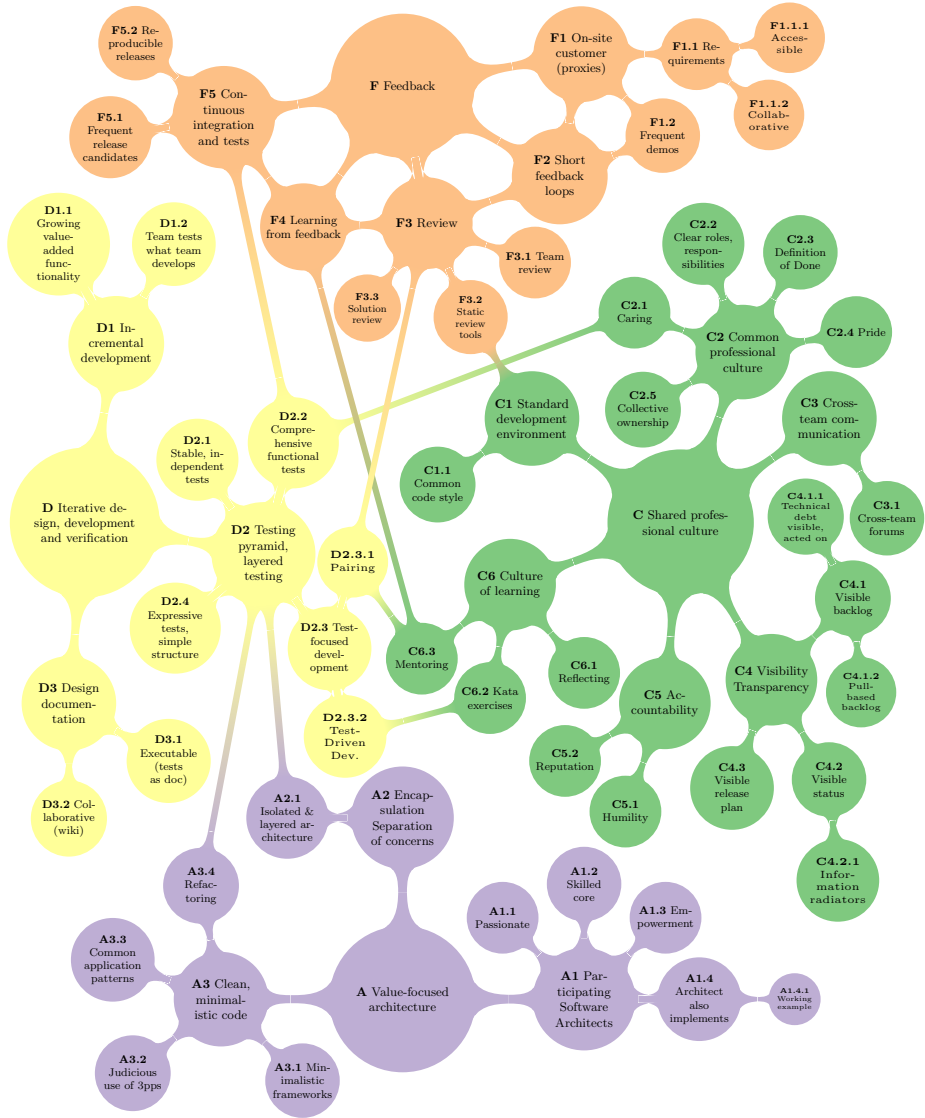 F5.2 Re-
producible
releases
F5.1
Frequent
release
candidates
F5 Con-
tinuous
integration
and tests
F Feedback
F1 On-site
customer
(proxies)
F1.1 Re-
quirements
F1.1.1
Acces-
sible
F1.1.2
Collab-
orative
F1.2
Frequent
demos
F2 Short
feedback
loops
F4 Learning
from feedback
F3 Review
F3.1 Team
review
F3.3
Solution
review
F3.2
Static
review
tools
D1.1
Growing
value-
added
func-
tionality
D1.2
Team tests
what team
develops
D1 In-
cremental
development
D2.1
Stable, in-
dependent
tests
D2.2
Compre-
hensive
functional
tests
D Iterative de-
sign, development
and verification
D2 Testing
pyramid,
layered
testing
D2.3.1
Pairing
D2.4
Expressive
tests,
simple
structure
D2.3 Test-
focused
devel-
opment
D3 Design
documen-
tation
D2.3.2
Test-
Driven
Dev.
D3.1
Executable
(tests
as doc)
D3.2 Col-
laborative
(wiki)
C2.2
Clear roles,
respon-
sibilities
C2.3
Definition
of Done
C2.1
Caring
C2 Common
professional
culture
C2.4 Pride
C2.5
Collective
ownership
C1 Standard
development
environment
C3 Cross-
team com-
munication
C1.1
Common
code style
C4.1.1
Technical
debt
visible,
acted on
C3.1
Cross-team
forums
C Shared profes-
sional culture
C6 Culture
of learning
C4.1
Visible
backlog
C6.3
Mentoring
C6.1
Reflecting
C6.2 Kata
exercises
C5 Ac-
countability
C4 Visibility
Transparency
C4.1.2
Pull-
based
backlog
C5.2
Reputation
C5.1
Humility
C4.3
Visible
release
plan
C4.2
Visible
status
C4.2.1
Infor-
mation
radiators
A2.1
Isolated &
layered ar-
chitecture
A2 Encap-
sulation
Separation
of concerns
A3.4
Refac-
toring
A1.1
Passionate
A1.2
Skilled
core
A1.3 Em-
powerment
A3.3
Common
application
patterns
A3 Clean,
minimal-
istic code
A Value-focused
architecture
A1 Par-
ticipating
Software
Architects
A1.4
Architect
also
implements
A1.4.1
Working
example
A3.2
Judicious
use of 3pps
A3.1 Min-
imalistic
frameworks